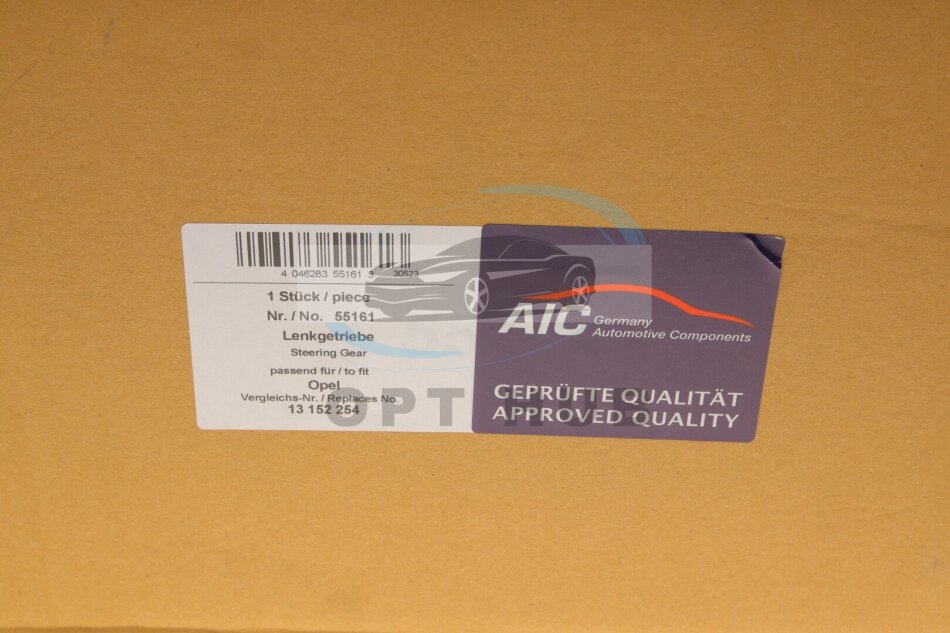 4 046283 55161 3 30523
1 Stück / piece
Nr. / No. 55161
Lenkgetriebe
Steering Gear
passend für / to fit
Opel
Vergleichs-Nr. / Replaces No.
13 152 254
AIC Germany
Automotive Components
GEPRÜFTE QUALITÄT
APPROVED QUALITY